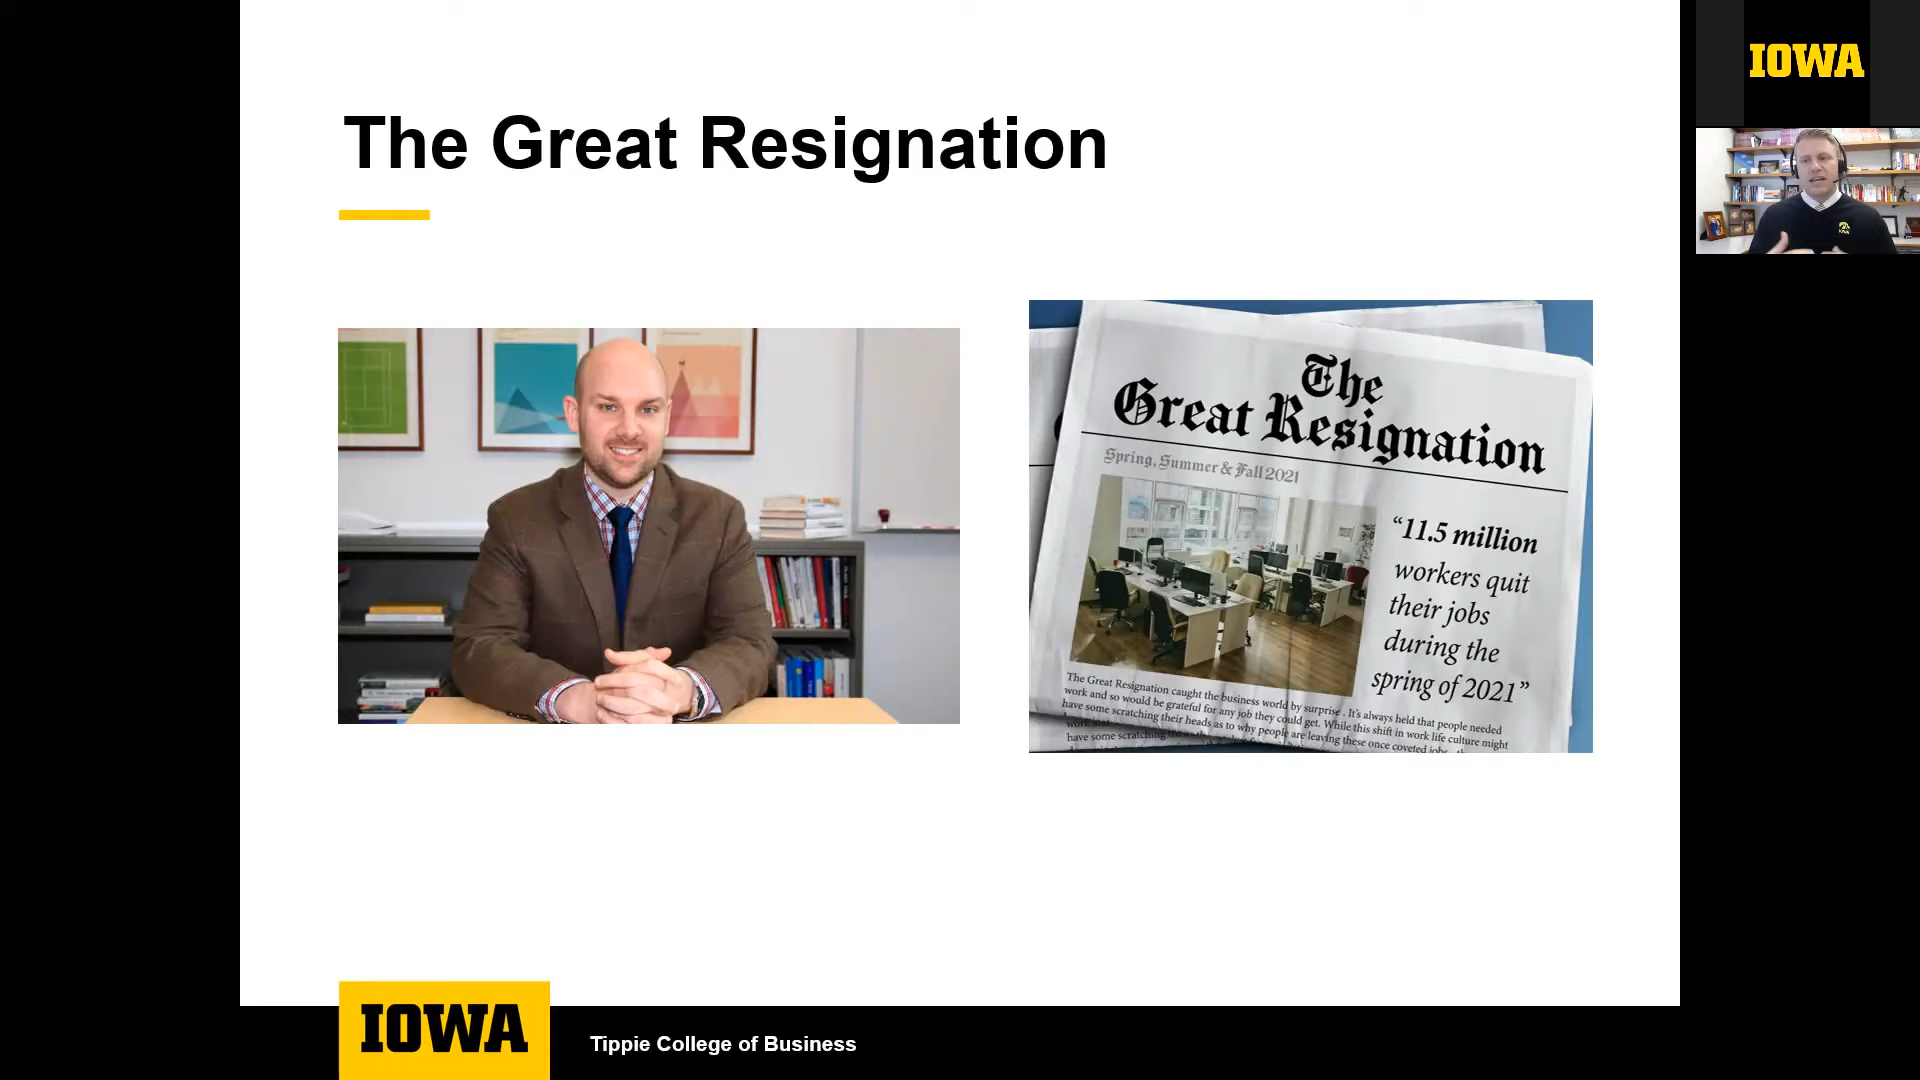 The Great Resignation
IOWA
The
Great Resignation
Spring, Summer & Fall 2021
“11.5 million
workers quit
their jobs
during the
spring of 2021”
The Great Resignation caught the business world by surprise . It's always held that people needed
work and so would be grateful for any job they could get. While this shift in work life culture might
have some scratching their heads as to why people are leaving these once coveted jobs
have some scratching
IOWA
Tippie College of Business